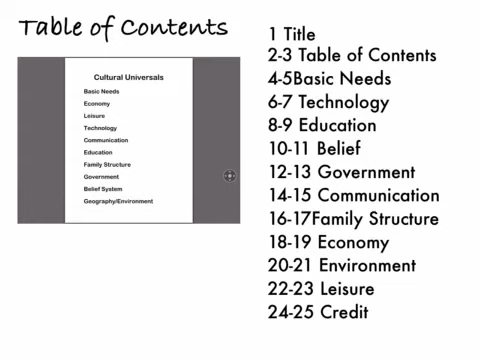 Table of Contents
Cultural Universals
Basic Needs
Economy
Leisure
Technology
Communication
Education
Family Structure
Government
Belief System
Geography/Environment
1 Title
2-3 Table of Contents
4-5Basic Needs
6-7 Technology
8-9 Education
10-11 Belief
12-13 Government
14-15 Communication
16-17Family Structure
18-19 Economy
20-21 Environment
22-23 Leisure
24-25 Credit